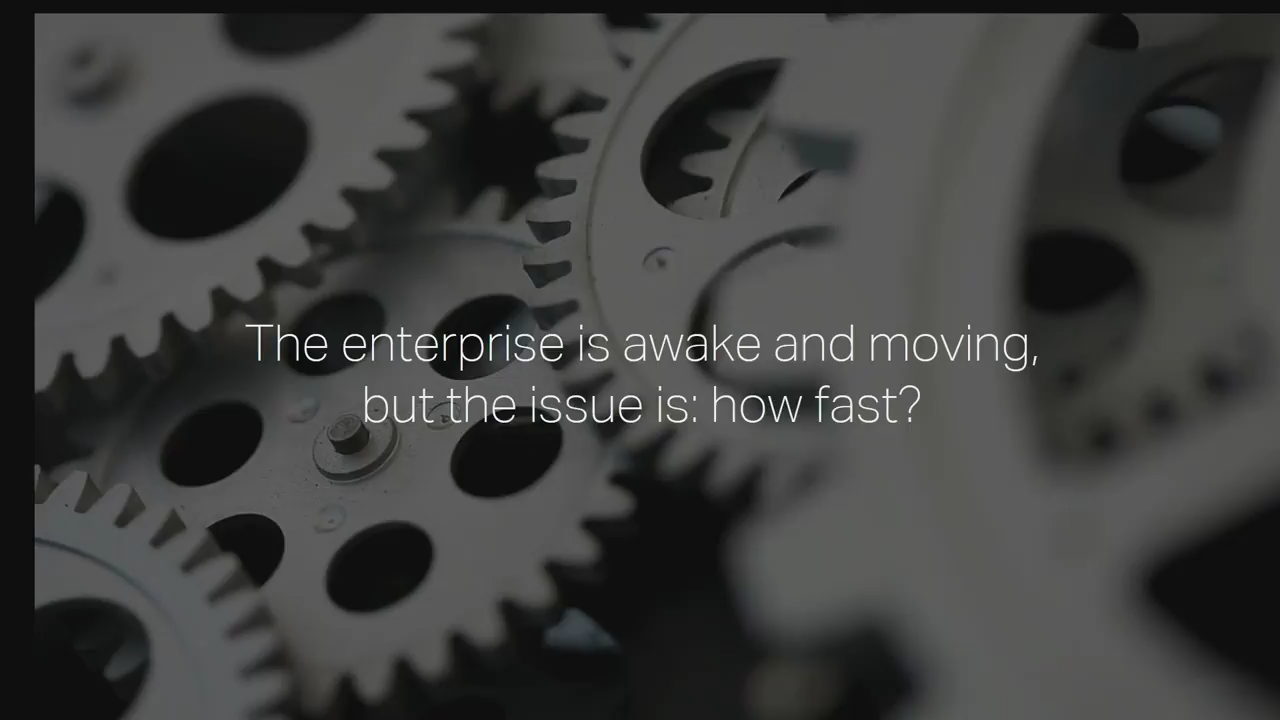 The enterprise is awake and moving,
but the issue is: how fast?